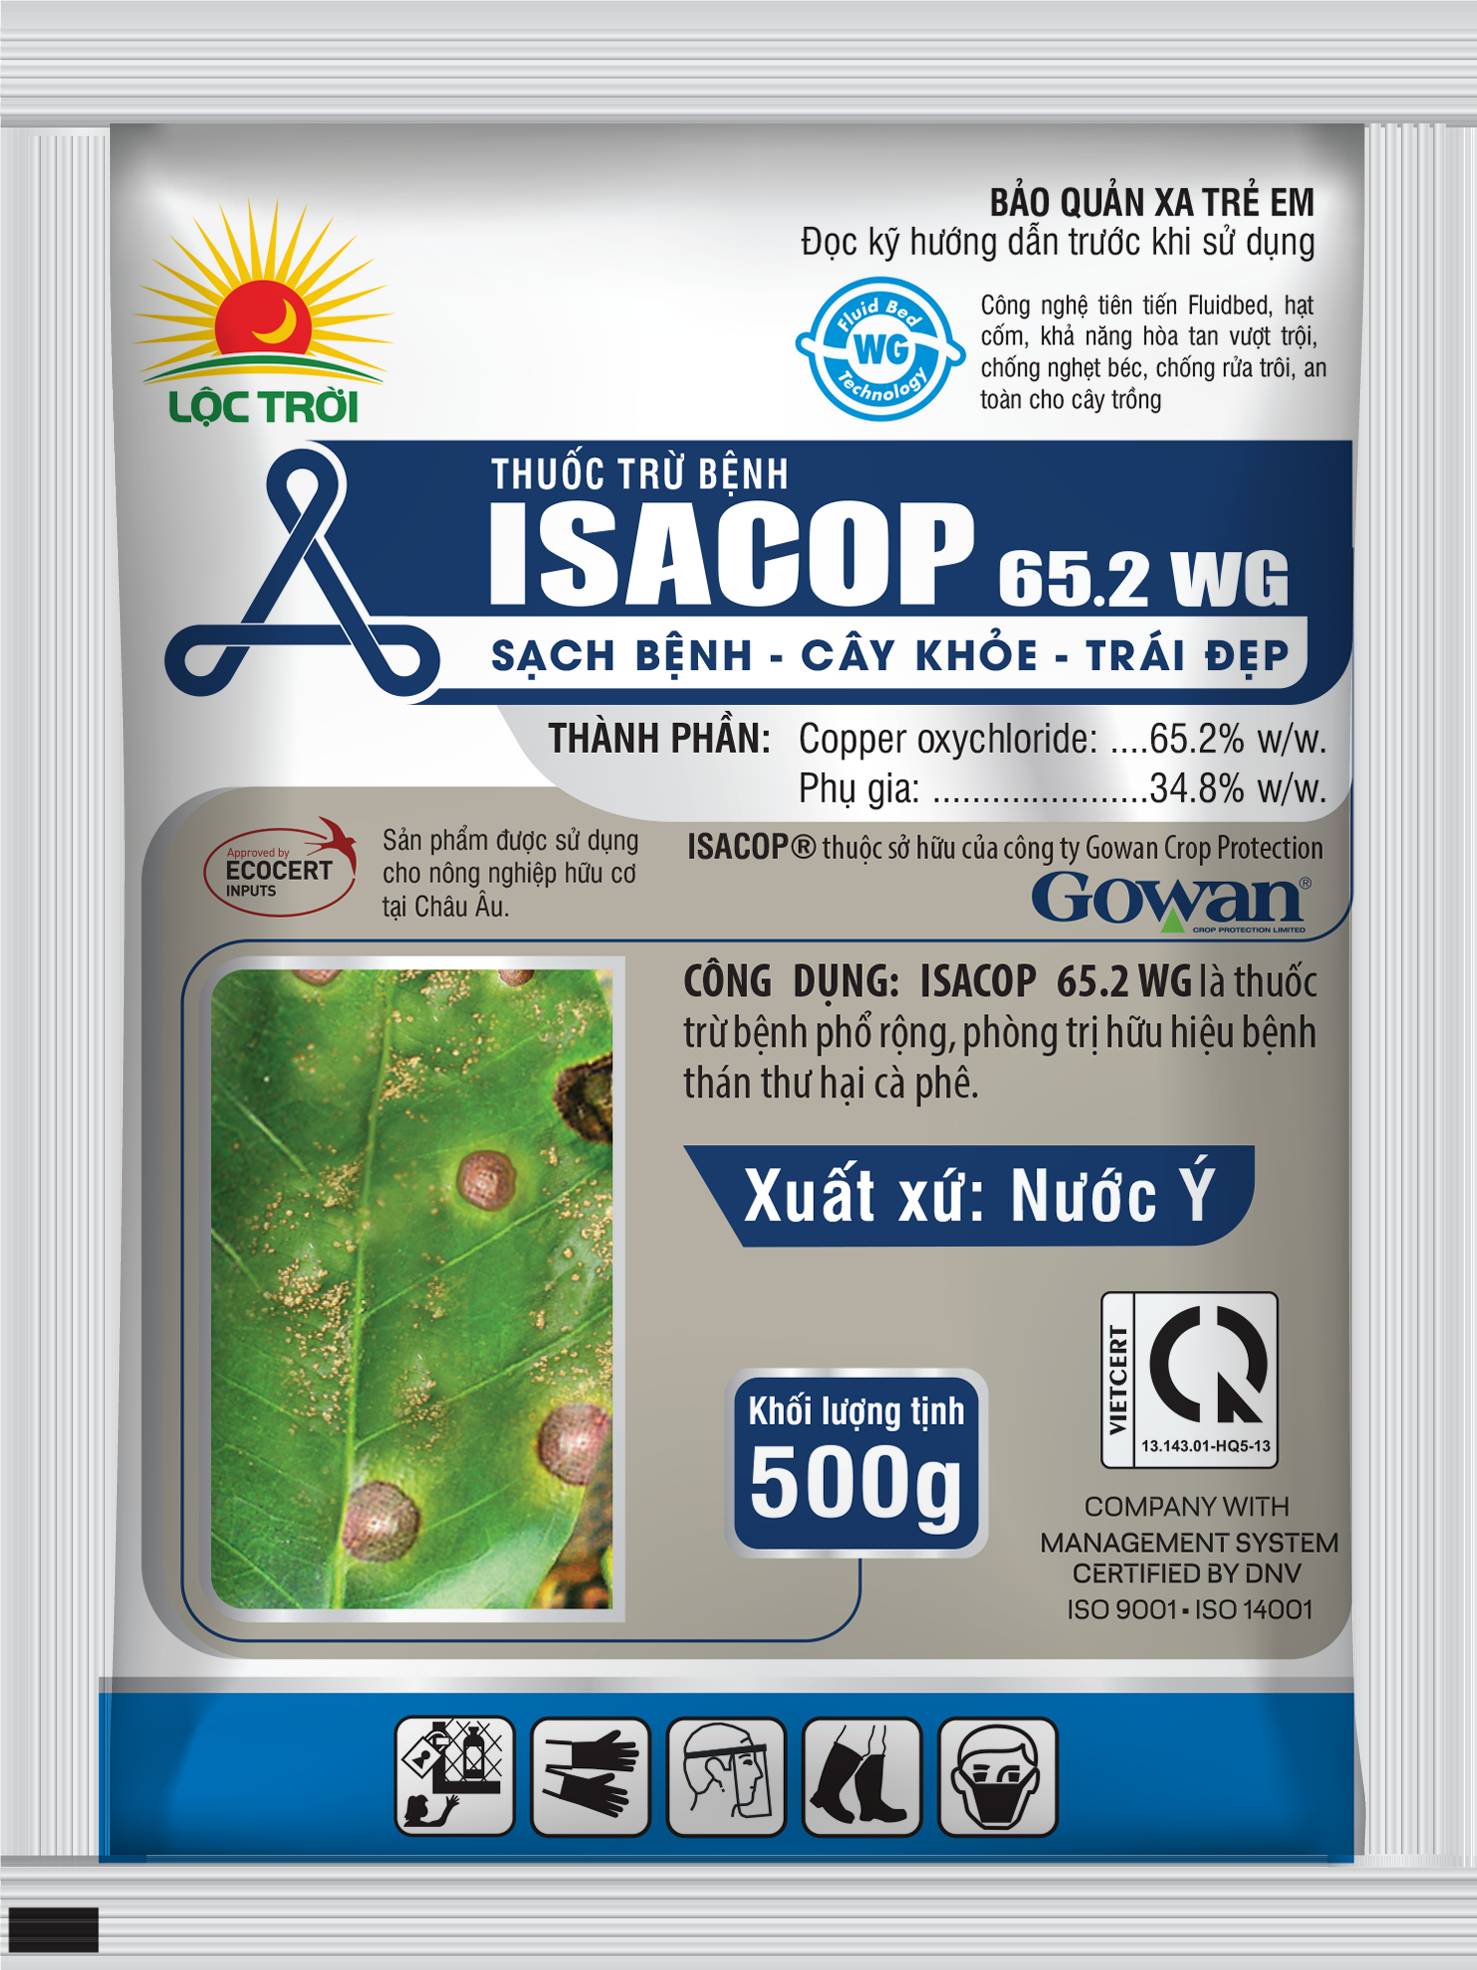 BẢO QUẢN XA TRẺ EM
Đọc kỹ hướng dẫn trước khi sử dụng
LỘC TRỜI
Fluid Bed
WG
Technology
Công nghệ tiên tiến Fluidbed, hạt
cốm, khả năng hòa tan vượt trội,
chống nghẹt béc, chống rửa trôi, an
toàn cho cây trồng
THUỐC TRỪ BỆNH
ISACOP 65.2 WG
SẠCH BỆNH - CÂY KHỎE - TRÁI ĐẸP
THÀNH PHẦN: Copper oxychloride: ....65.2% w/w.
Phụ gia: ......................34.8% w/w.
Approved by
ECOCERT
INPUTS
Sản phẩm được sử dụng
cho nông nghiệp hữu cơ
tại Châu Âu.
ISACOP® thuộc sở hữu của công ty Gowan Crop Protection
Gowan®
CROP PROTECTION LIMITED
CÔNG DỤNG: ISACOP 65.2 WG là thuốc
trừ bệnh phổ rộng, phòng trị hữu hiệu bệnh
thán thư hại cà phê.
Xuất xứ: Nước Ý
Khối lượng tịnh
500g
VIETCERT
13.143.01-HQ5-13
COMPANY WITH
MANAGEMENT SYSTEM
CERTIFIED BY DNV
ISO 9001 ▪ ISO 14001